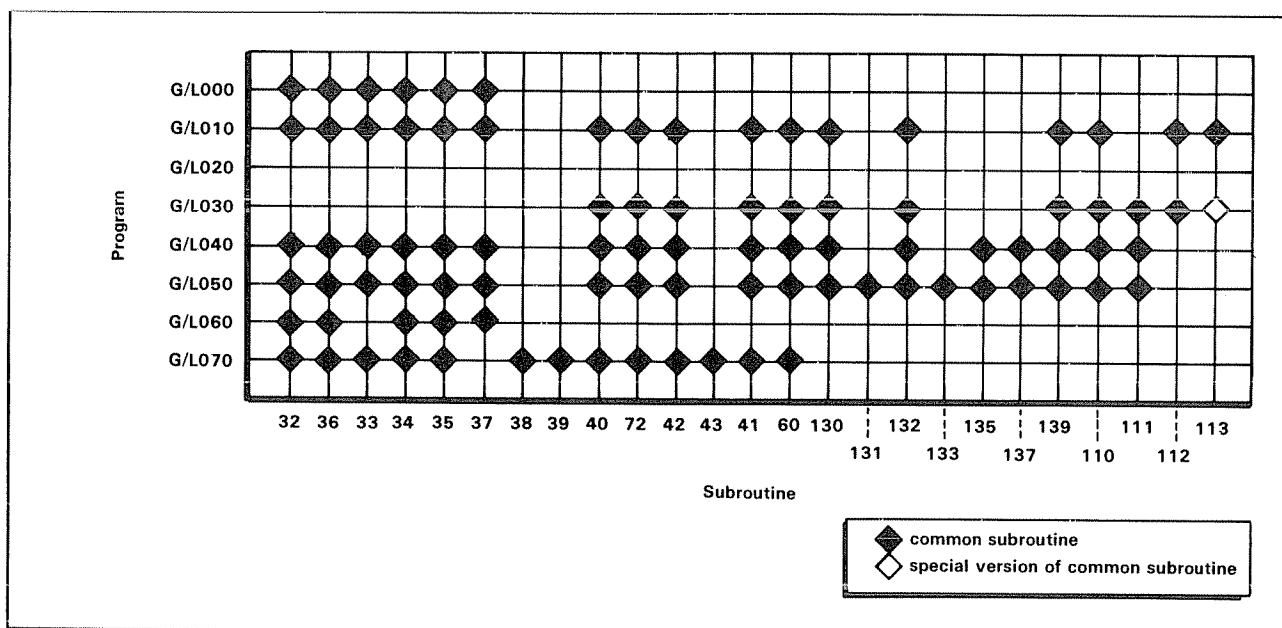 G/L000
G/L010
G/L020
G/L030
G/L040
G/L050
G/L060
G/L070
Program
32 36 33 34 35 37 38 39 40 72 42 43 41 60 130 132 135 139 111 113
131 133 137 110 112
Subroutine
common subroutine
special version of common subroutine